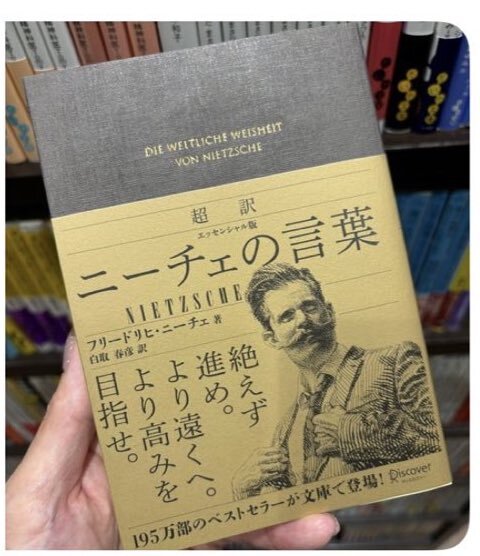 DIE WELTLICHE WEISHEIT
VON NIETZSCHE
超訳
エッセンシャル版
ニーチェの言葉
NIETZSCHE
フリードリヒ・ニーチェ 著
白取 春彦 訳
絶えず
進め。
より遠くへ。
より高みを
目指せ。
195万部のベストセラーが文庫で登場!
Discover